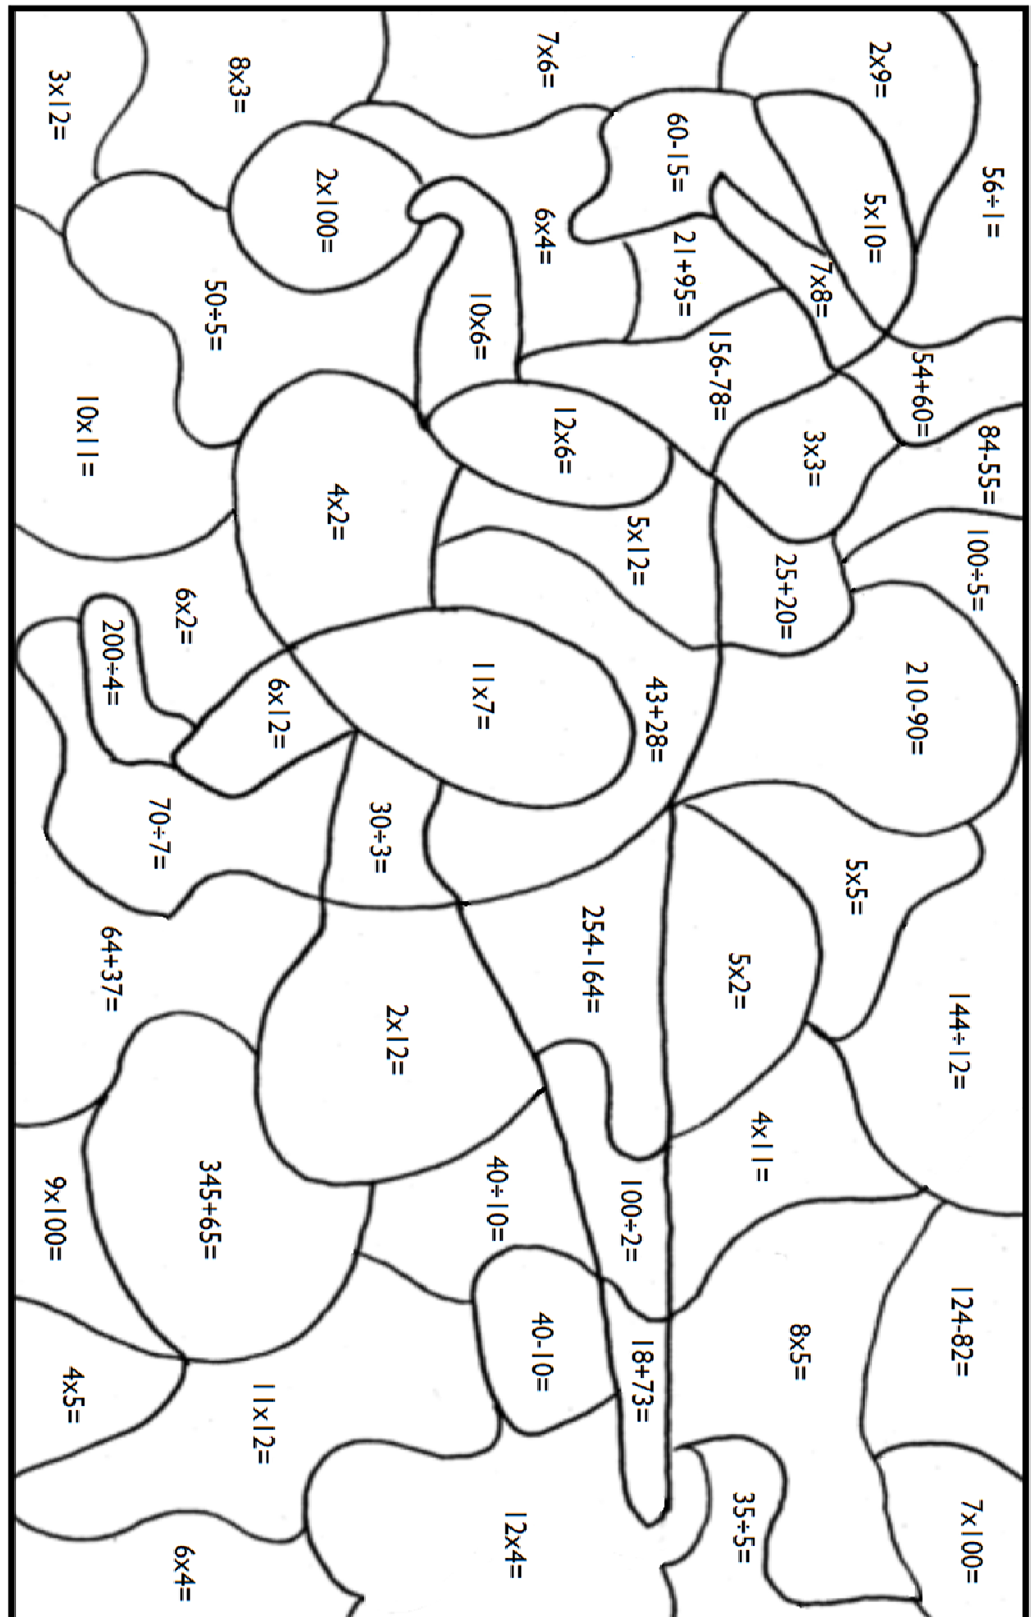 56÷1=
84-55=
100÷5=
144÷12=
124-82=
7x100=
54+60=
210-90=
2x9=
5x10=
5x5=
7x8=
3x3=
25+20=
4x11=
8x5=
35÷5=
156-78=
5x2=
60-15=
21+95=
5x12=
43+28=
100÷2=
18+73=
7x6=
6x4=
12x6=
254-164=
40-10=
12x4=
10x6=
11x7=
40÷10=
2x100=
4x2=
30÷3=
2x12=
8x3=
50÷5=
6x12=
345+65=
11x12=
6x2=
70÷7=
6x4=
200÷4=
64+37=
3x12=
10x11=
9x100=
4x5=